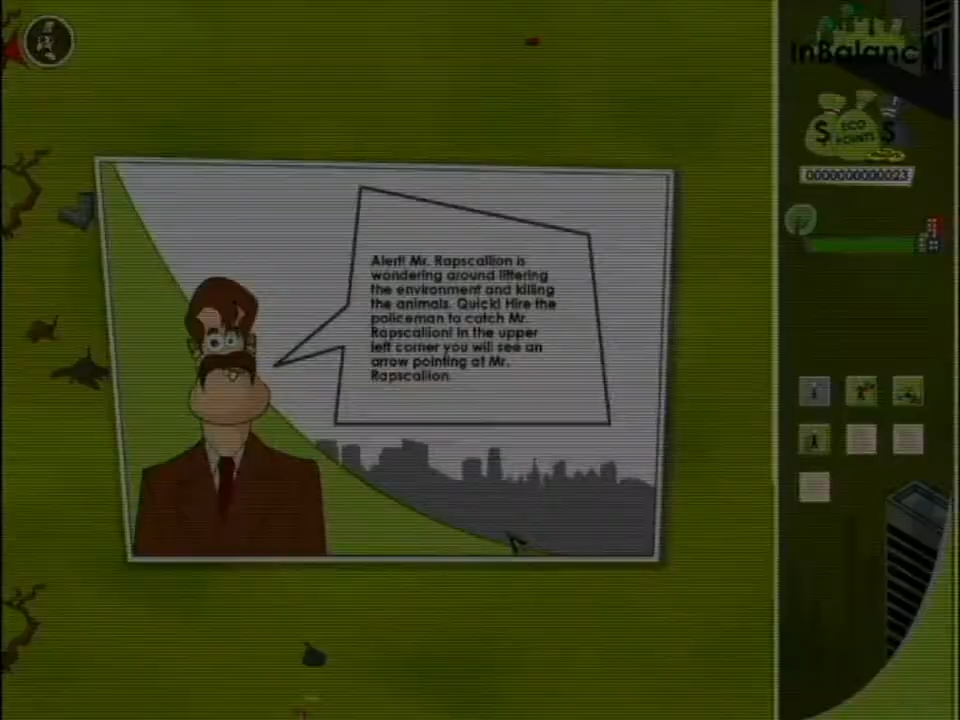 InBalance
$ ECO POINTS $
0000000000023
Alert! Mr. Rapscallion is
wondering around littering
the environment and killing
the animals. Quick! Hire the
policeman to catch Mr.
Rapscallion! In the upper
left corner you will see an
arrow pointing at Mr.
Rapscallion.